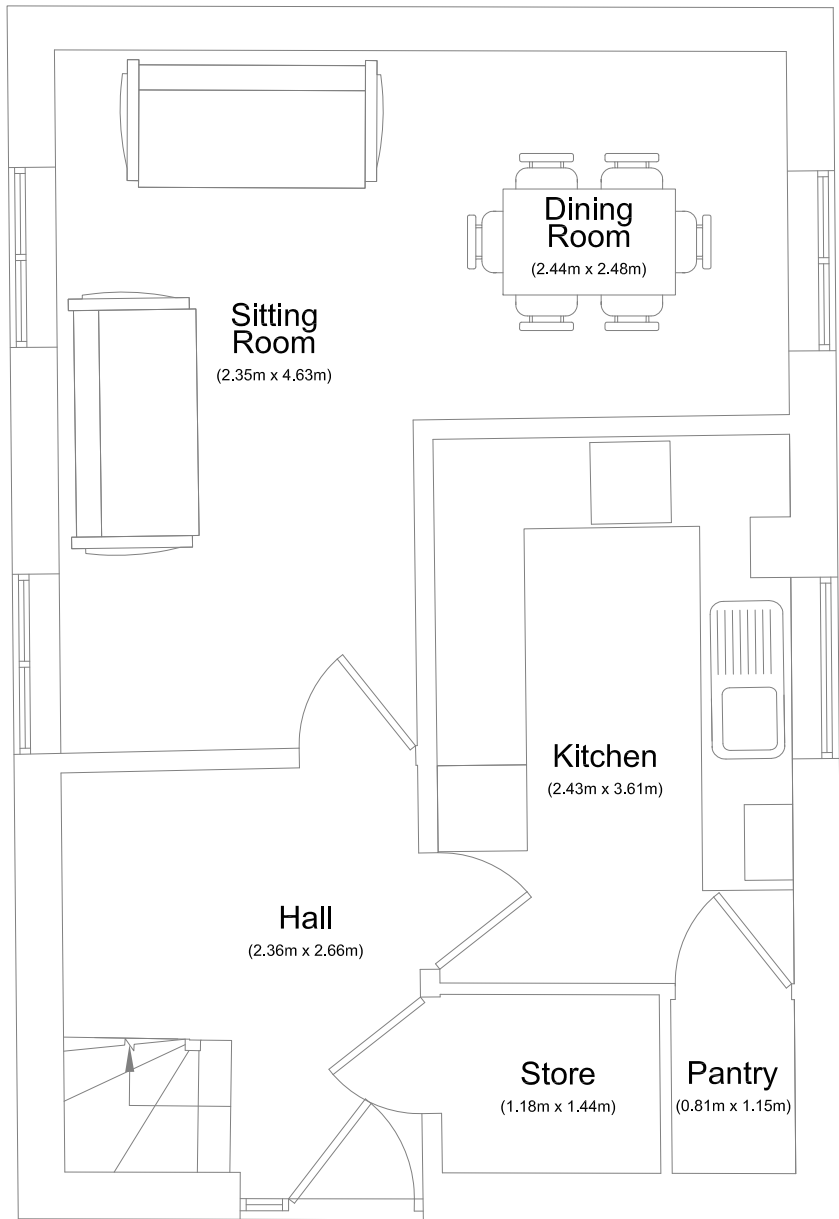 Dining
Room
(2.44m x 2.48m)
Sitting
Room
(2.35m x 4.63m)
Kitchen
(2.43m x 3.61m)
Hall
(2.36m x 2.66m)
Store
(1.18m x 1.44m)
Pantry
(0.81m x 1.15m)